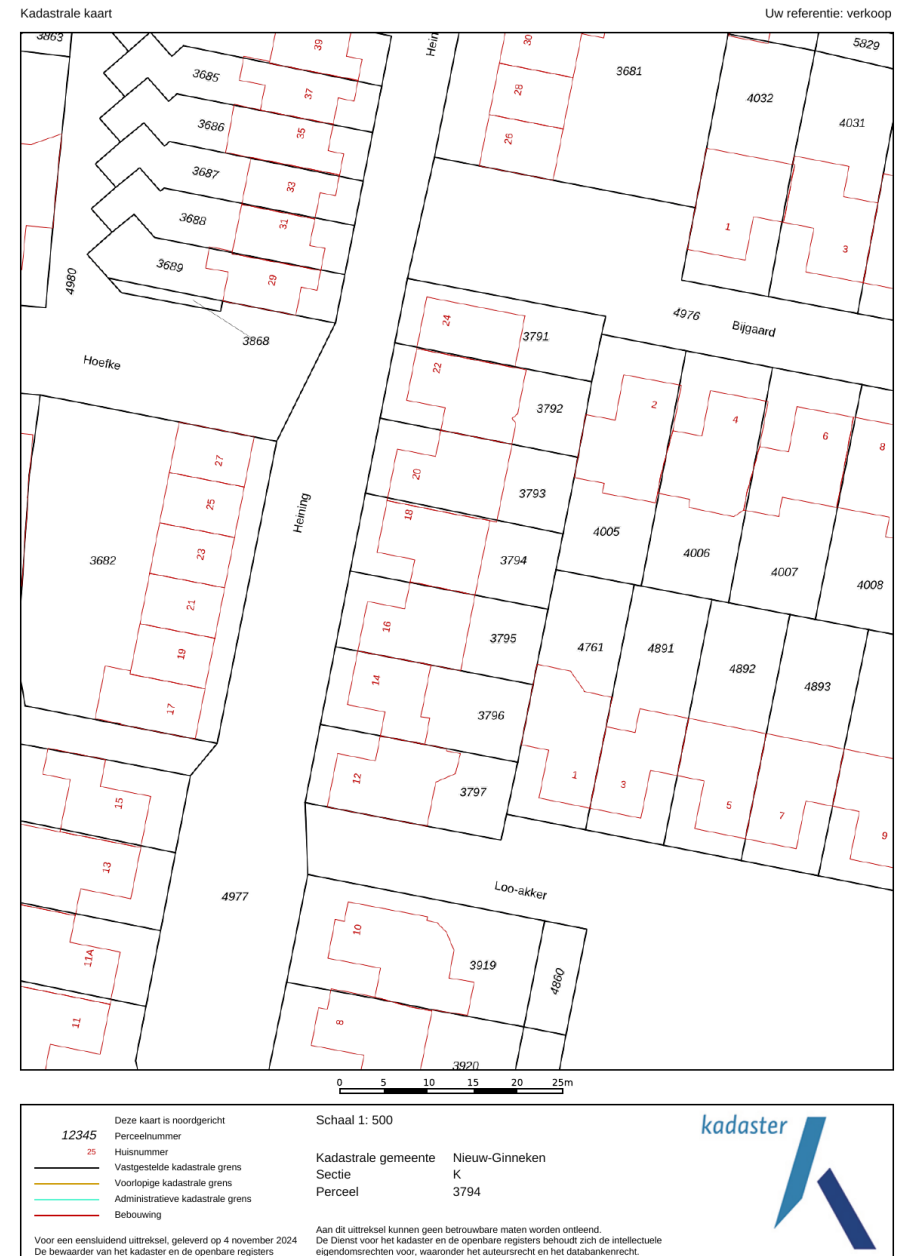 Kadastrale kaart
Uw referentie: verkoop
3863
39
Hein
30
5829
3685
3681
37
28
4032
3686
35
4031
26
3687
33
3688
31
1
3
3689
29
4980
3868
24
3791
4976
Bijgaard
Hoefke
22
3792
2
4
6
8
27
20
3793
25
Heining
18
4005
23
3682
3794
4006
4007
4008
21
16
3795
4761
4891
19
4892
14
4893
17
3796
12
3797
1
3
15
5
7
9
13
4977
Loo-akker
10
11A
3919
4860
11
8
3920
0 5 10 15 20 25m
Deze kaart is noordgericht
12345 Perceelnummer
25 Huisnummer
Vastgestelde kadastrale grens
Voorlopige kadastrale grens
Administratieve kadastrale grens
Bebouwing
Voor een eensluidend uittreksel, geleverd op 4 november 2024
De bewaarder van het kadaster en de openbare registers
Schaal 1: 500
Kadastrale gemeente Nieuw-Ginneken
Sectie K
Perceel 3794
Aan dit uittreksel kunnen geen betrouwbare maten worden ontleend.
De Dienst voor het kadaster en de openbare registers behoudt zich de intellectuele
eigendomsrechten voor, waaronder het auteursrecht en het databankenrecht.
kadaster